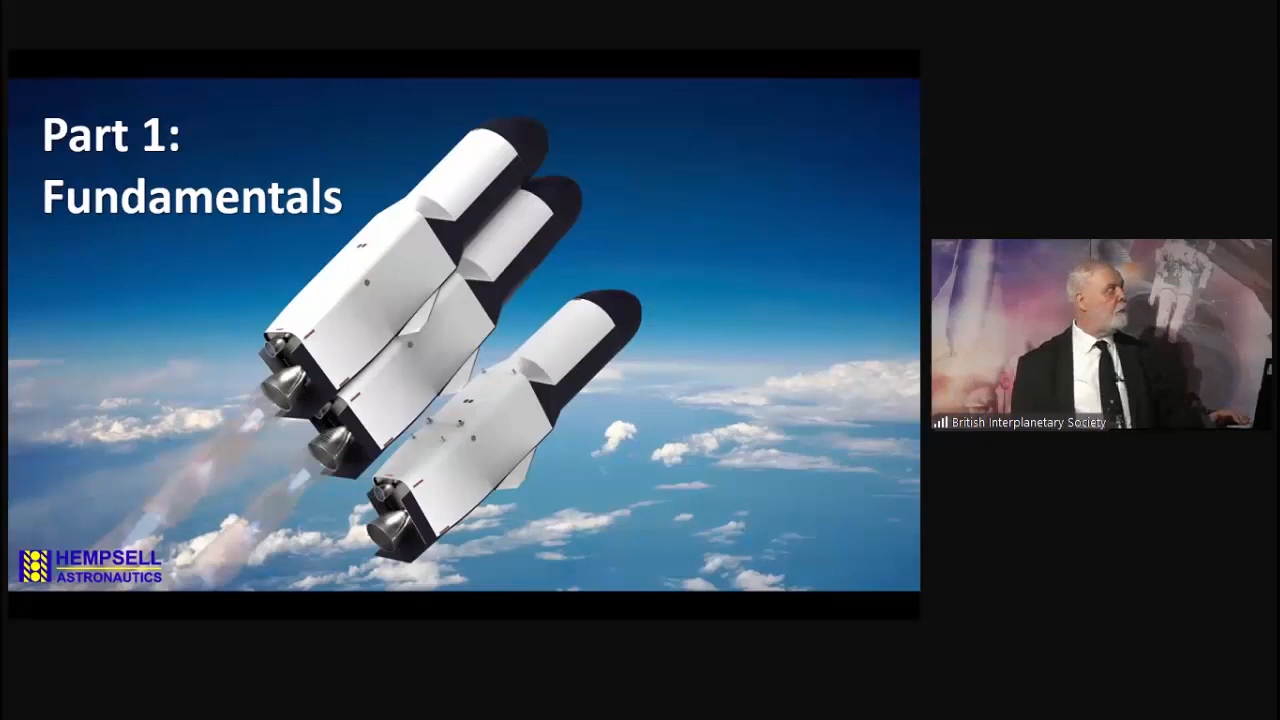 Part 1:
Fundamentals
HEMPSELL
ASTRONAUTICS
British Interplanetary Society